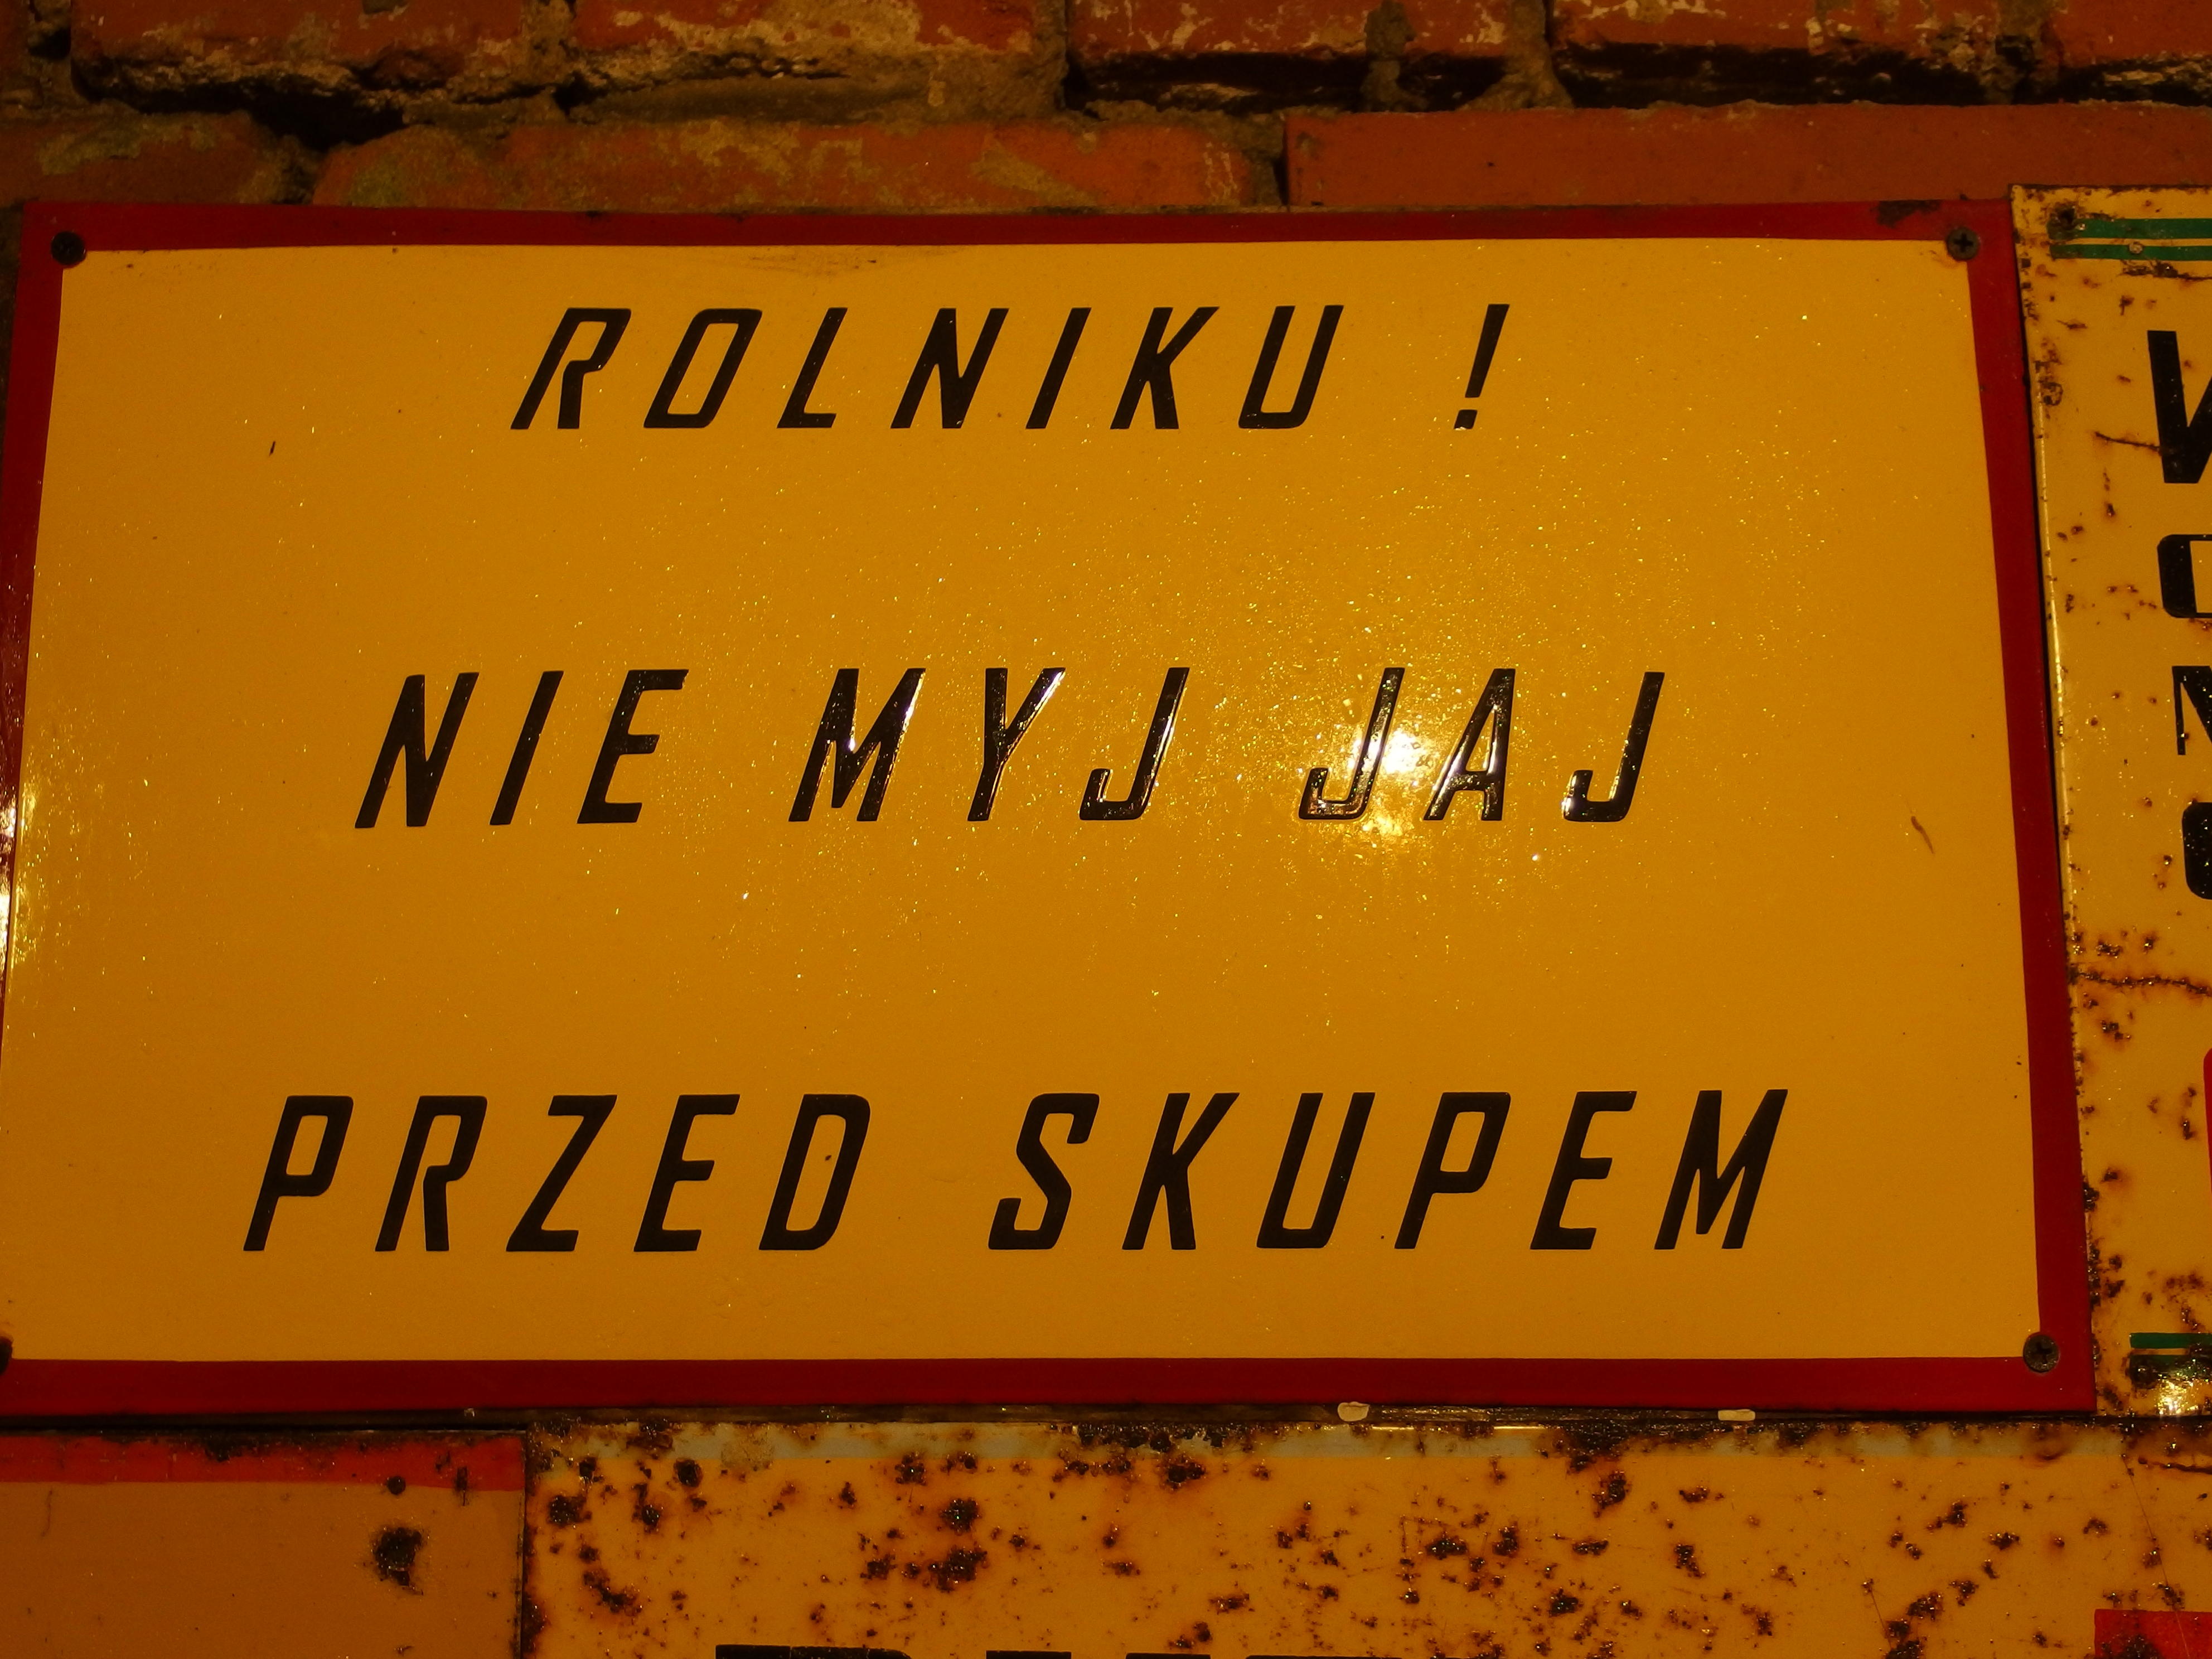 ROLNIKU !
NIE MYJ JAJ
PRZED SKUPEM